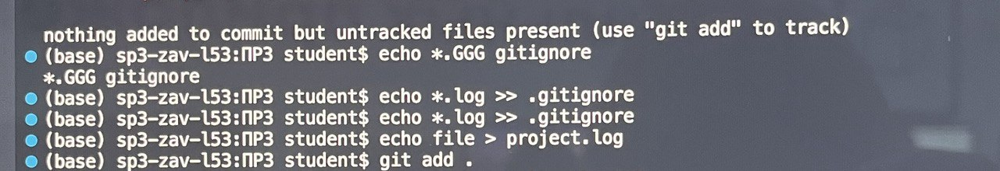 nothing added to commit but untracked files present (use "git add" to track)
(base) sp3-zav-l53:ПР3 student$ echo *.GGG gitignore
*.GGG gitignore
(base) sp3-zav-l53:ПР3 student$ echo *.log >> .gitignore
(base) sp3-zav-l53:ПР3 student$ echo *.log >> .gitignore
(base) sp3-zav-l53:ПР3 student$ echo file > project.log
(base) sp3-zav-l53:ПР3 student$ git add .